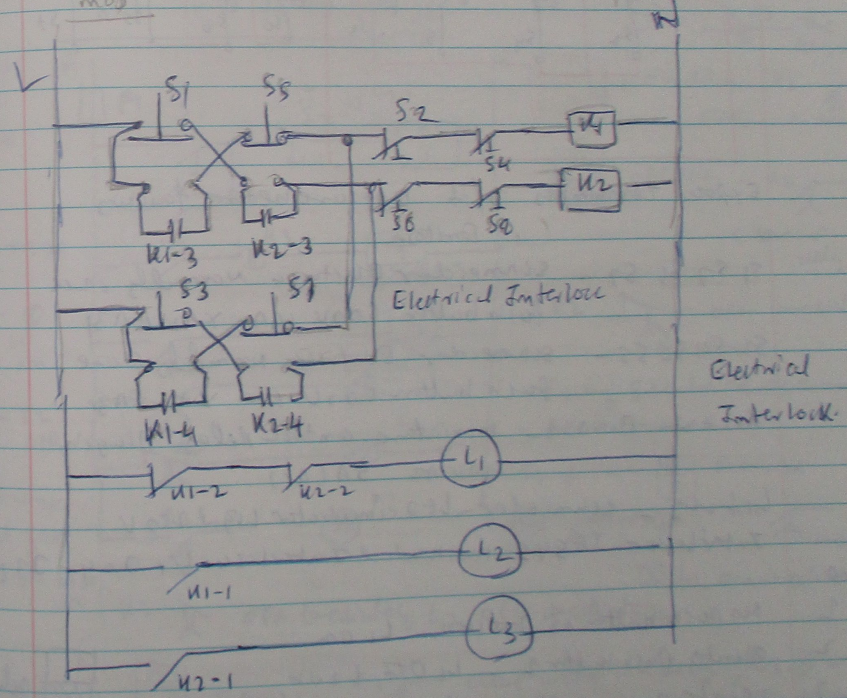 N
L
S1 S5 S2 K1
S4
K2
S6 S8
K1-3 K2-3
S3 S7
Electrical Interlock
K1-4 K2-4
Electrical
Interlock.
L1
K1-2 K2-2
L2
K1-1
L3
K2-1